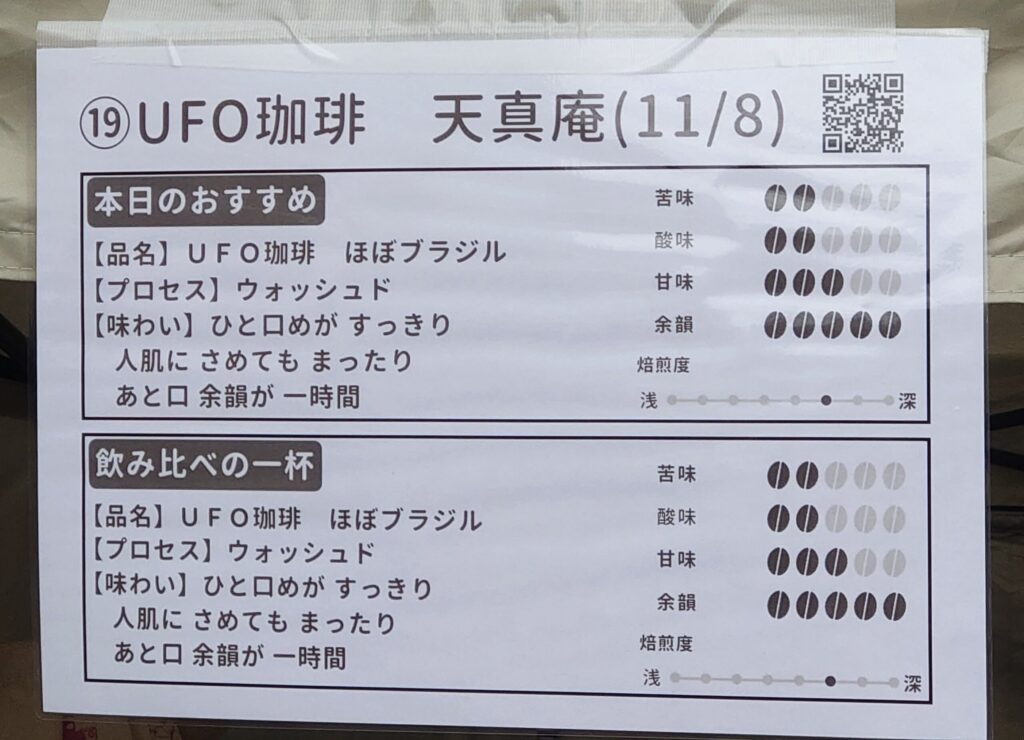 ⑲UFO珈琲　天真庵(11/8)
本日のおすすめ
【品名】ＵＦＯ珈琲　ほぼブラジル
【プロセス】ウォッシュド
【味わい】ひと口めが すっきり
人肌に さめても まったり
あと口 余韻が 一時間
苦味
酸味
甘味
余韻
焙煎度
浅 深
飲み比べの一杯
【品名】ＵＦＯ珈琲　ほぼブラジル
【プロセス】ウォッシュド
【味わい】ひと口めが すっきり
人肌に さめても まったり
あと口 余韻が 一時間
苦味
酸味
甘味
余韻
焙煎度
浅 深